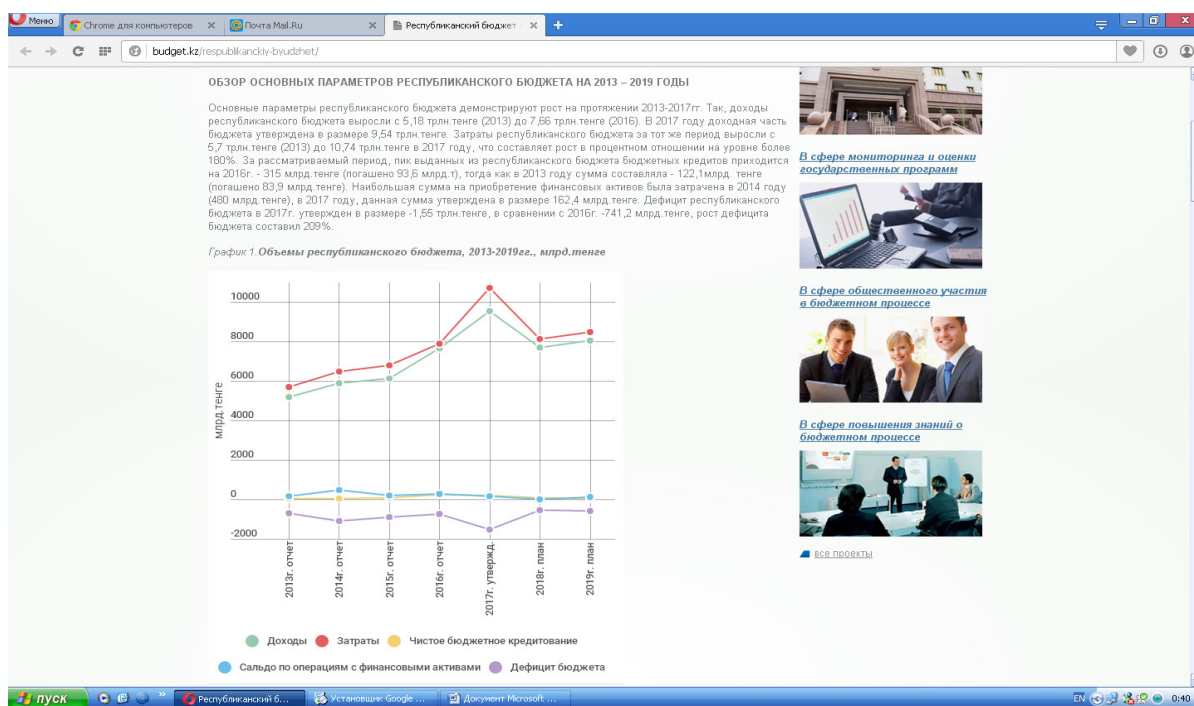 Меню
Chrome для компьютеров
Почта Mail.Ru
Республиканский бюджет -
budget.kz/respublikanckiy-byudzhet/
ОБЗОР ОСНОВНЫХ ПАРАМЕТРОВ РЕСПУБЛИКАНСКОГО БЮДЖЕТА НА 2013 – 2019 ГОДЫ
Основные параметры республиканского бюджета демонстрируют рост на протяжении 2013-2017гг. Так, доходы
республиканского бюджета выросли с 5,18 трлн.тенге (2013) до 7,66 трлн.тенге (2016). В 2017 году доходная часть
бюджета утверждена в размере 9,54 трлн.тенге. Затраты республиканского бюджета за тот же период выросли с
5,7 трлн.тенге (2013) до 10,74 трлн.тенге в 2017 году, что составляет рост в процентном отношении на уровне более
180%. За рассматриваемый период, пик выданных из республиканского бюджета бюджетных кредитов приходится
на 2016г. - 315 млрд.тенге (погашено 93,6 млрд.т), тогда как в 2013 году сумма составляла - 122,1млрд. тенге
(погашено 83,9 млрд.тенге). Наибольшая сумма на приобретение финансовых активов была затрачена в 2014 году
(480 млрд.тенге), в 2017 году, данная сумма утверждена в размере 162,4 млрд.тенге. Дефицит республиканского
бюджета в 2017г. утвержден в размере -1,55 трлн.тенге, в сравнении с 2016г. -741,2 млрд.тенге, рост дефицита
бюджета составил 209%.
График 1.Объемы республиканского бюджета, 2013-2019гг., млрд.тенге
млрд.тенге
10000
8000
6000
4000
2000
0
-2000
2013г. отчет
2014г. отчет
2015г. отчет
2016г. отчет
2017г. утвержд.
2018г. план
2019г. план
Доходы
Затраты
Чистое бюджетное кредитование
Сальдо по операциям с финансовыми активами
Дефицит бюджета
В сфере мониторинга и оценки
государственных программ
В сфере общественного участия
в бюджетном процессе
В сфере повышения знаний о
бюджетном процессе
все проекты
пуск
Республиканский б...
Установщик Google ...
Документ Microsoft ...
EN
0:40